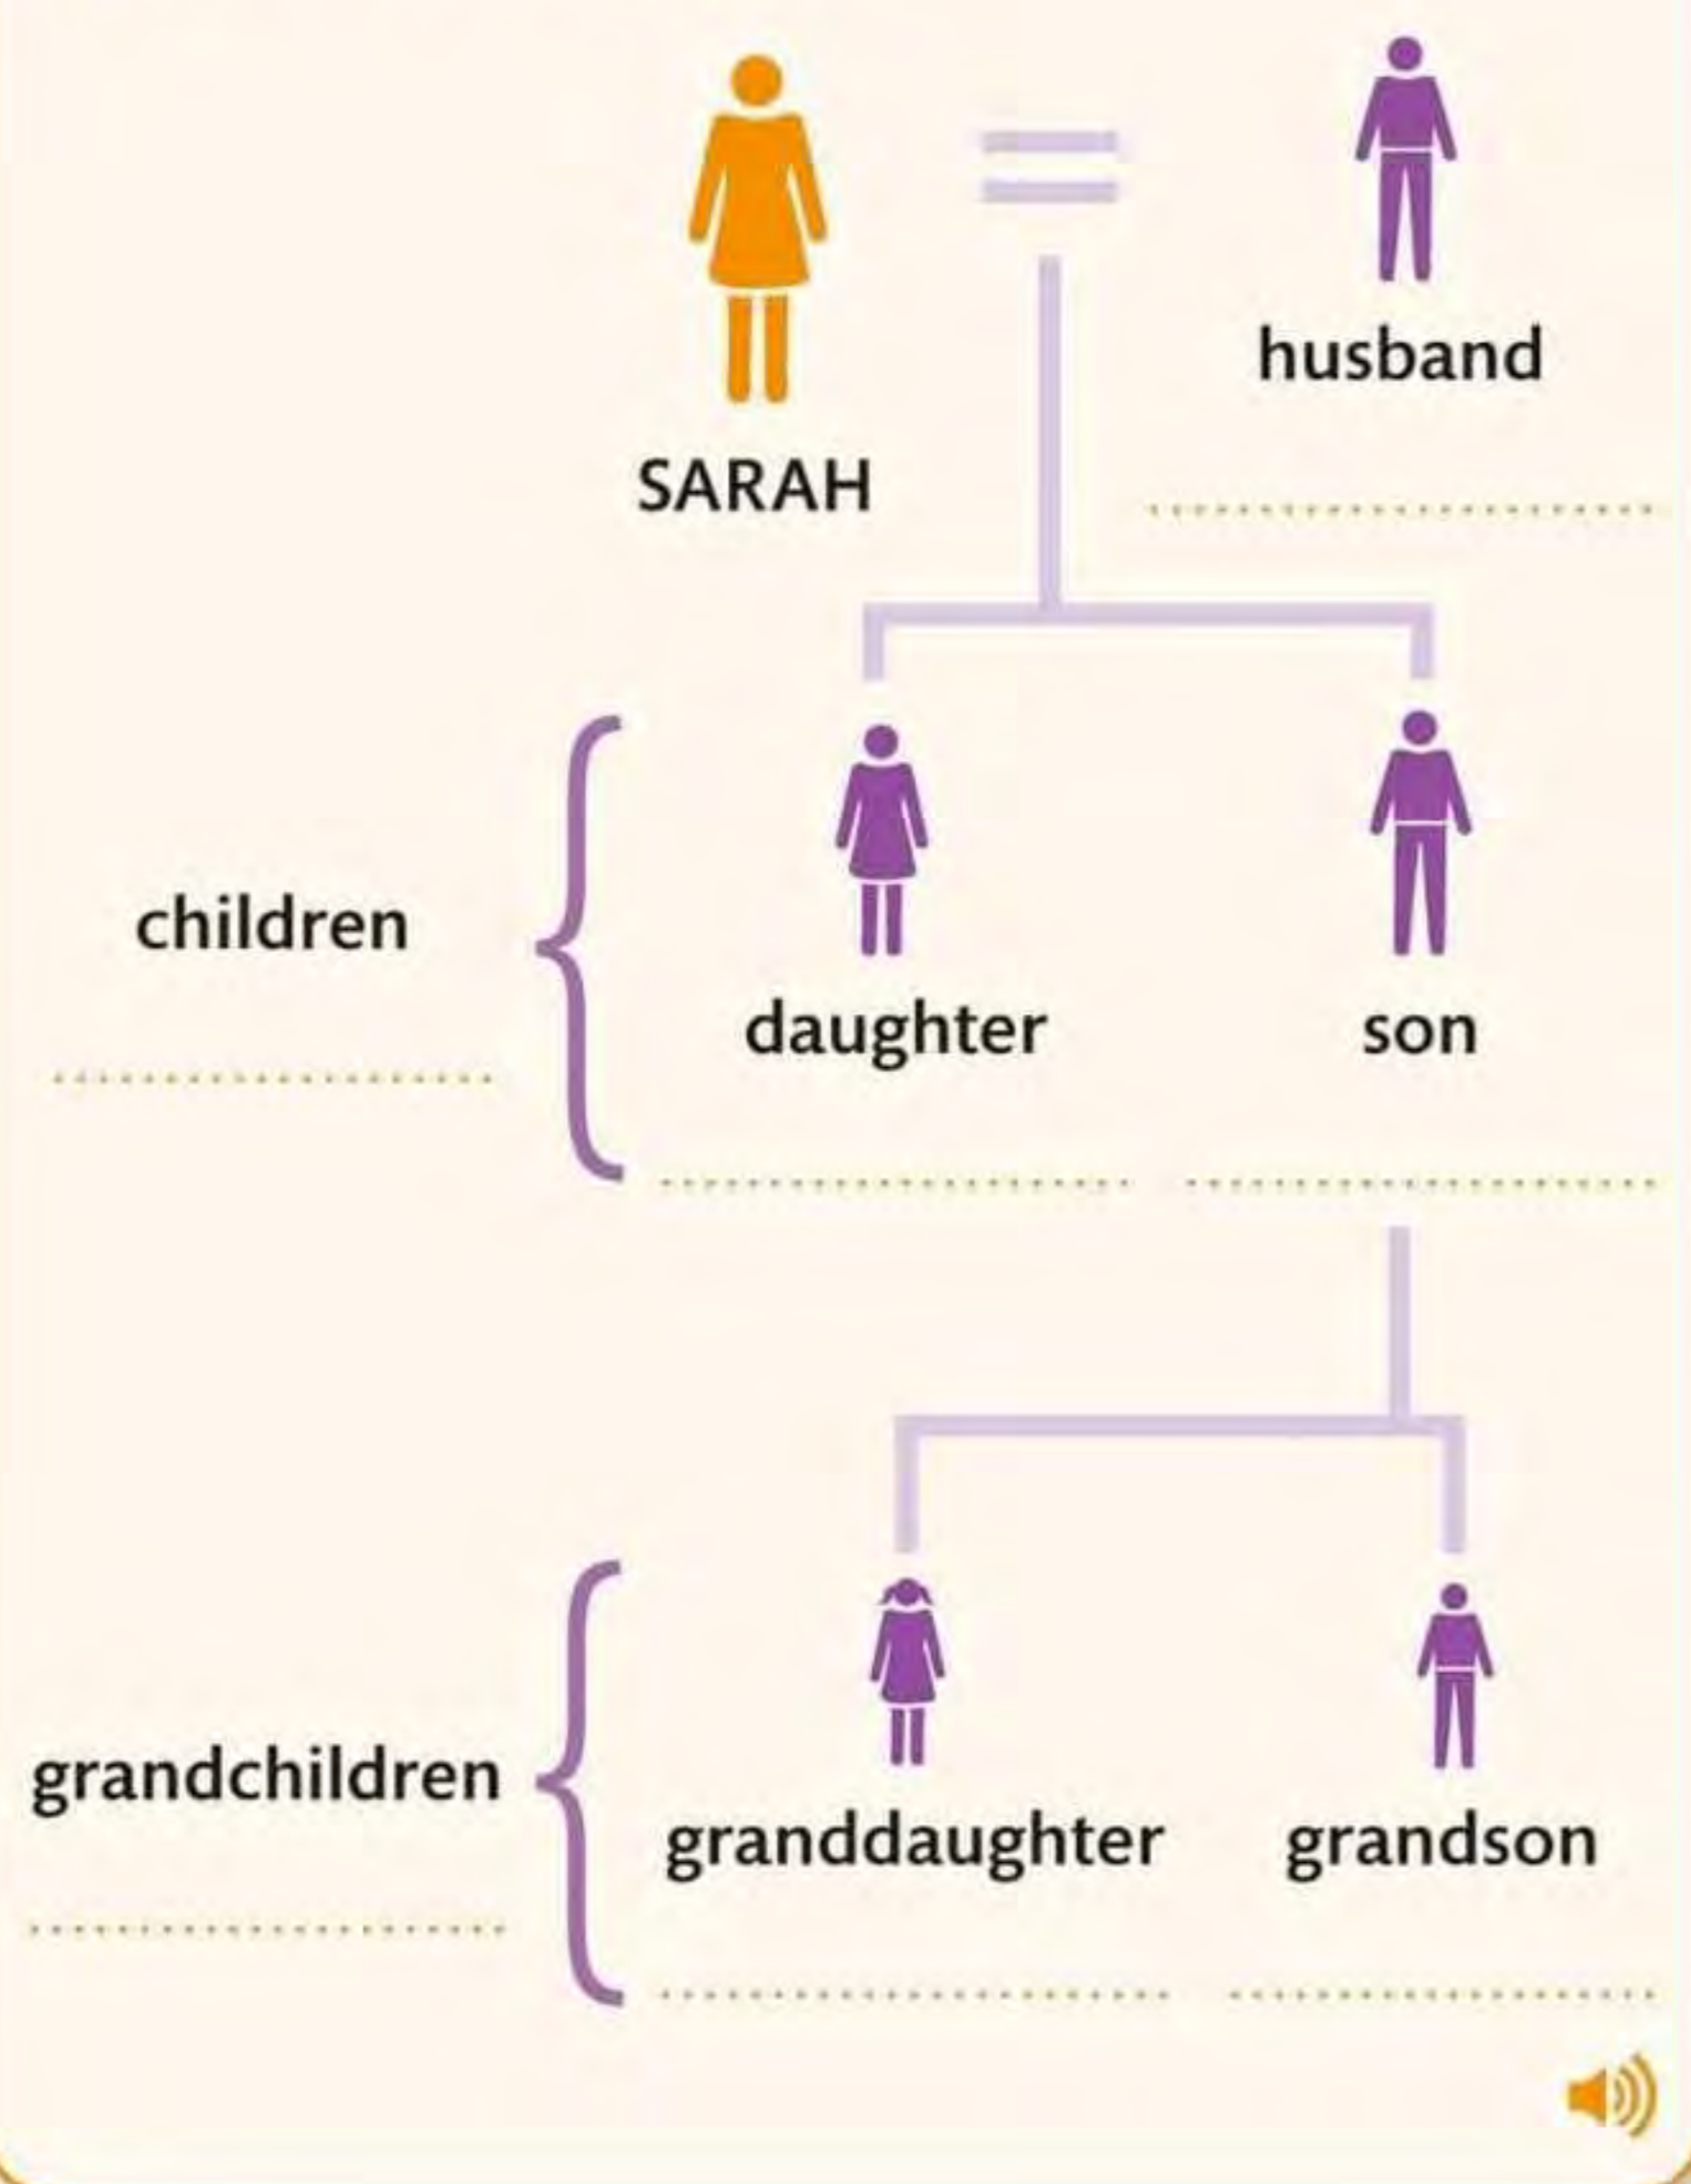 husband
SARAH
children
daughter
son
grandchildren
granddaughter
grandson